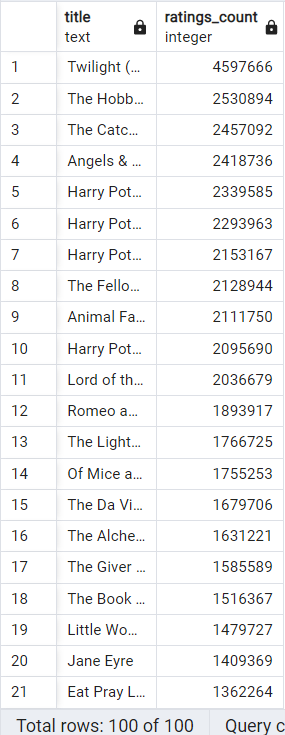 title ratings_count
text integer
1 Twilight (... 4597666
2 The Hobb... 2530894
3 The Catc... 2457092
4 Angels & ... 2418736
5 Harry Pot... 2339585
6 Harry Pot... 2293963
7 Harry Pot... 2153167
8 The Fello... 2128944
9 Animal Fa... 2111750
10 Harry Pot... 2095690
11 Lord of th... 2036679
12 Romeo a... 1893917
13 The Light... 1766725
14 Of Mice a... 1755253
15 The Da Vi... 1679706
16 The Alche... 1631221
17 The Giver ... 1585589
18 The Book ... 1516367
19 Little Wo... 1479727
20 Jane Eyre 1409369
21 Eat Pray L... 1362264
Total rows: 100 of 100 Query c